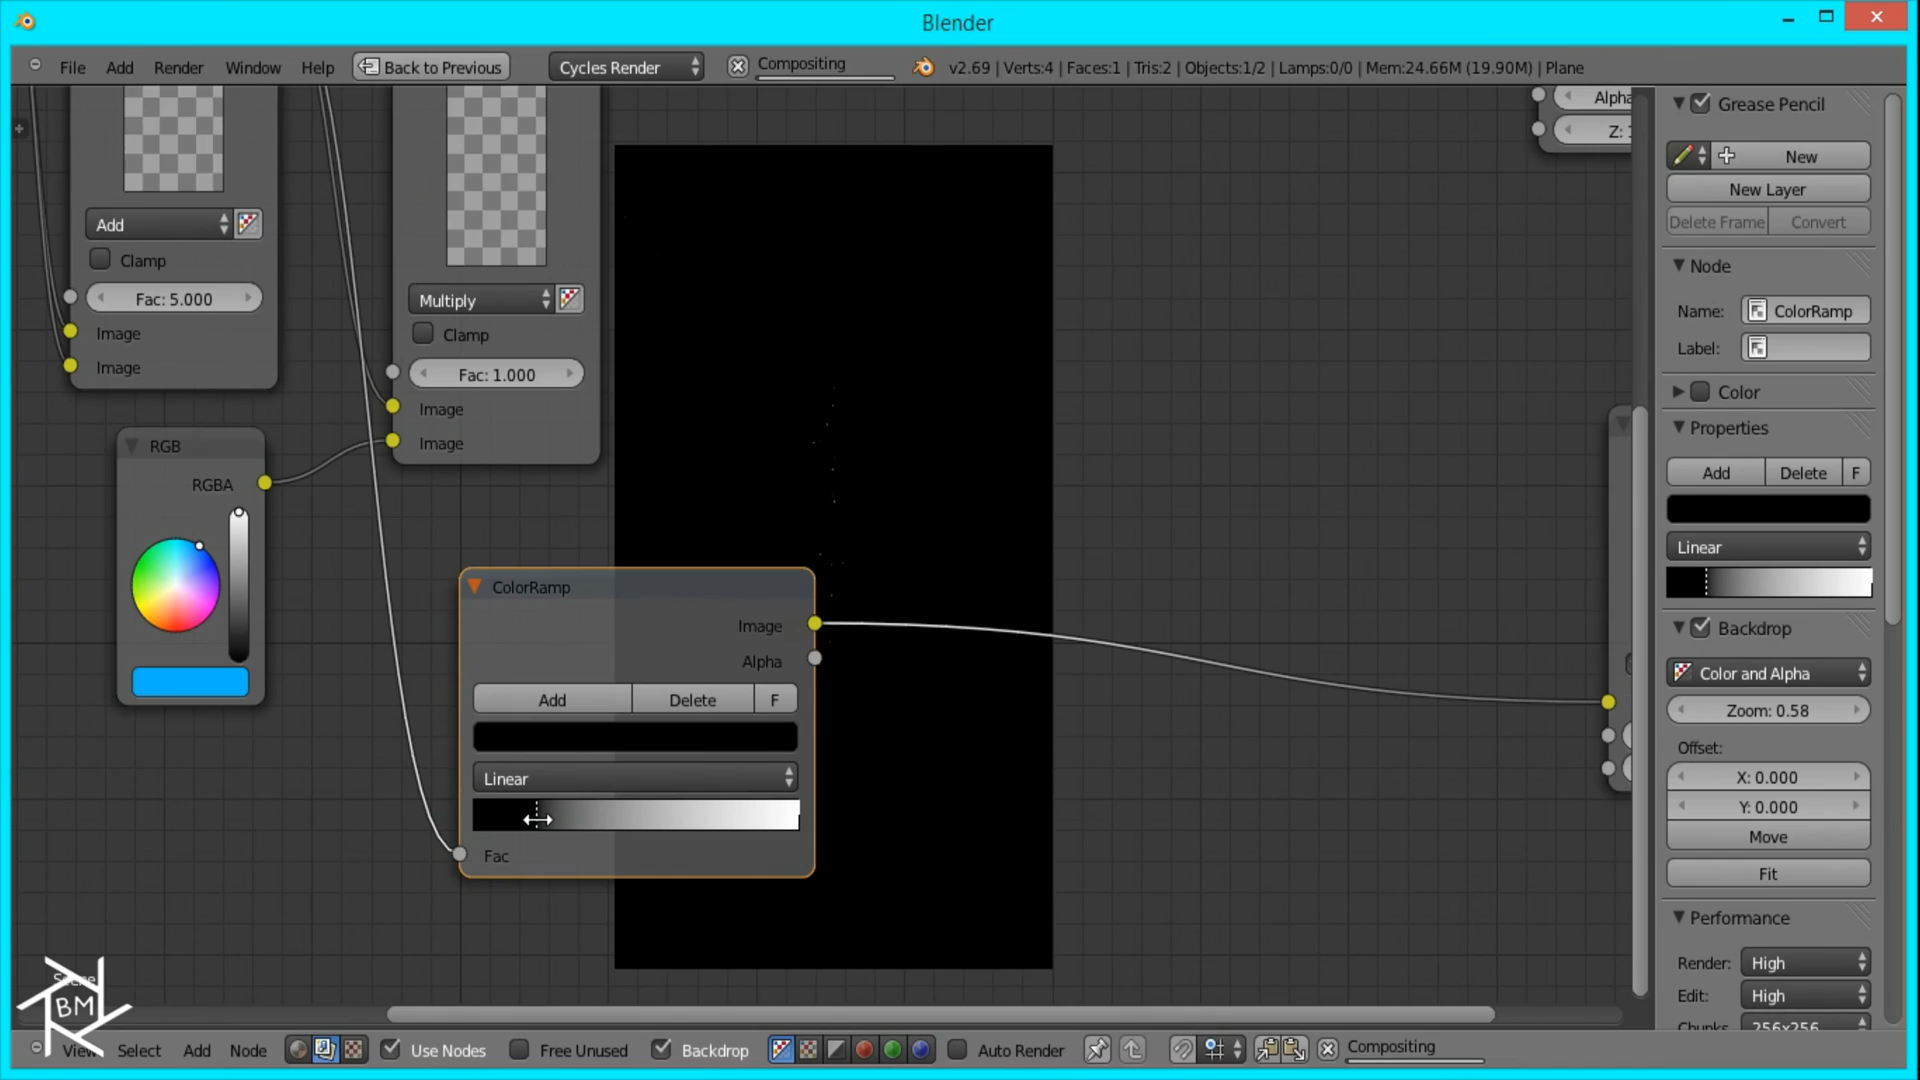 Blender
File Add Render Window Help Back to Previous Cycles Render Compositing v2.69 | Verts:4 | Faces:1 | Tris:2 | Objects:1/2 | Lamps:0/0 | Mem:24.66M (19.90M) | Plane
Add
Clamp
Fac: 5.000
Image
Image
Multiply
Clamp
Fac: 1.000
Image
Image
RGB
RGBA
ColorRamp
Image
Alpha
Add Delete F
Linear
Fac
Alpha
Z:
Grease Pencil
New
New Layer
Delete Frame Convert
Node
Name: ColorRamp
Label:
Color
Properties
Add Delete F
Linear
Backdrop
Color and Alpha
Zoom: 0.58
Offset:
X: 0.000
Y: 0.000
Move
Fit
Performance
Render: High
Edit: High
Chunks 256x256
Scene
BM
View Select Add Node Use Nodes Free Unused Backdrop Auto Render Compositing